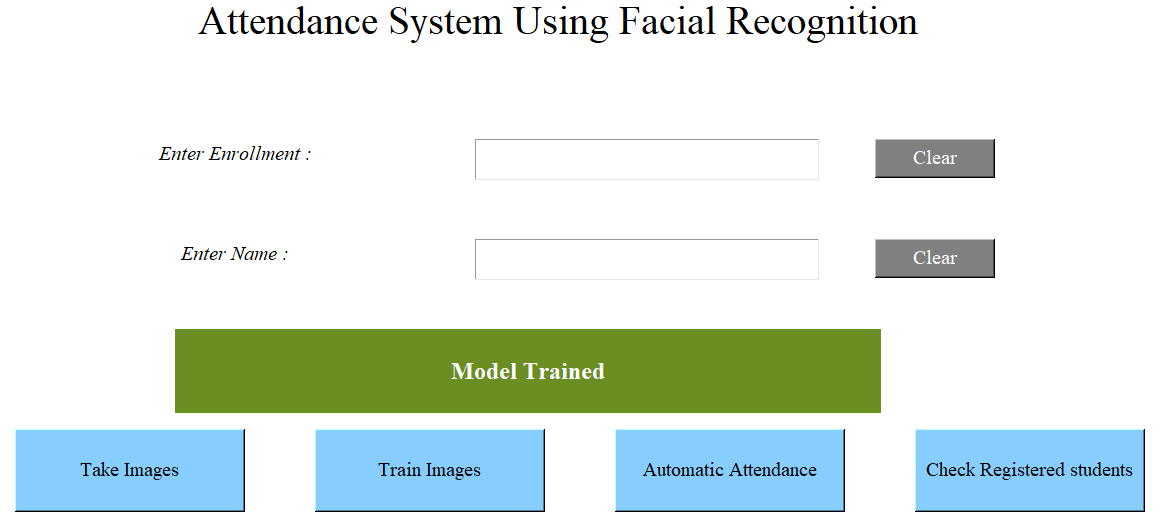 Attendance System Using Facial Recognition
Enter Enrollment :
Clear
Enter Name :
Clear
Model Trained
Take Images
Train Images
Automatic Attendance
Check Registered students